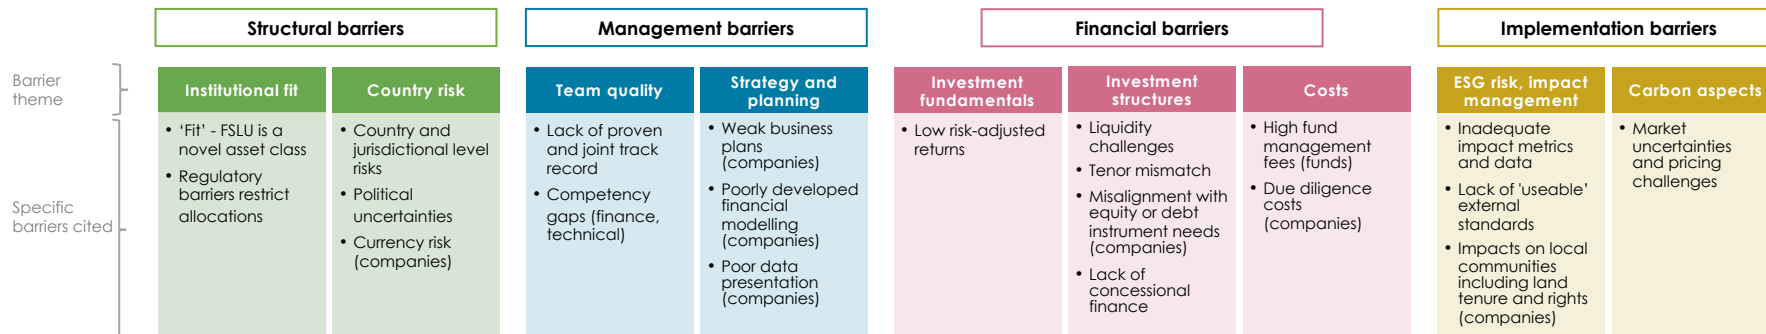 Structural barriers
Management barriers
Financial barriers
Implementation barriers
Barrier
theme
Institutional fit
Country risk
Team quality
Strategy and
planning
Investment
fundamentals
Investment
structures
Costs
ESG risk, impact
management
Carbon aspects
Specific
barriers cited
• ‘Fit’ - FSLU is a
novel asset class
• Regulatory
barriers restrict
allocations
• Country and
jurisdictional level
risks
• Political
uncertainties
• Currency risk
(companies)
• Lack of proven
and joint track
record
• Competency
gaps (finance,
technical)
• Weak business
plans
(companies)
• Poorly developed
financial
modelling
(companies)
• Poor data
presentation
(companies)
• Low risk-adjusted
returns
• Liquidity
challenges
• Tenor mismatch
• Misalignment with
equity or debt
instrument needs
(companies)
• Lack of
concessional
finance
• High fund
management
fees (funds)
• Due diligence
costs
(companies)
• Inadequate
impact metrics
and data
• Lack of 'useable’
external
standards
• Impacts on local
communities
including land
tenure and rights
(companies)
• Market
uncertainties
and pricing
challenges